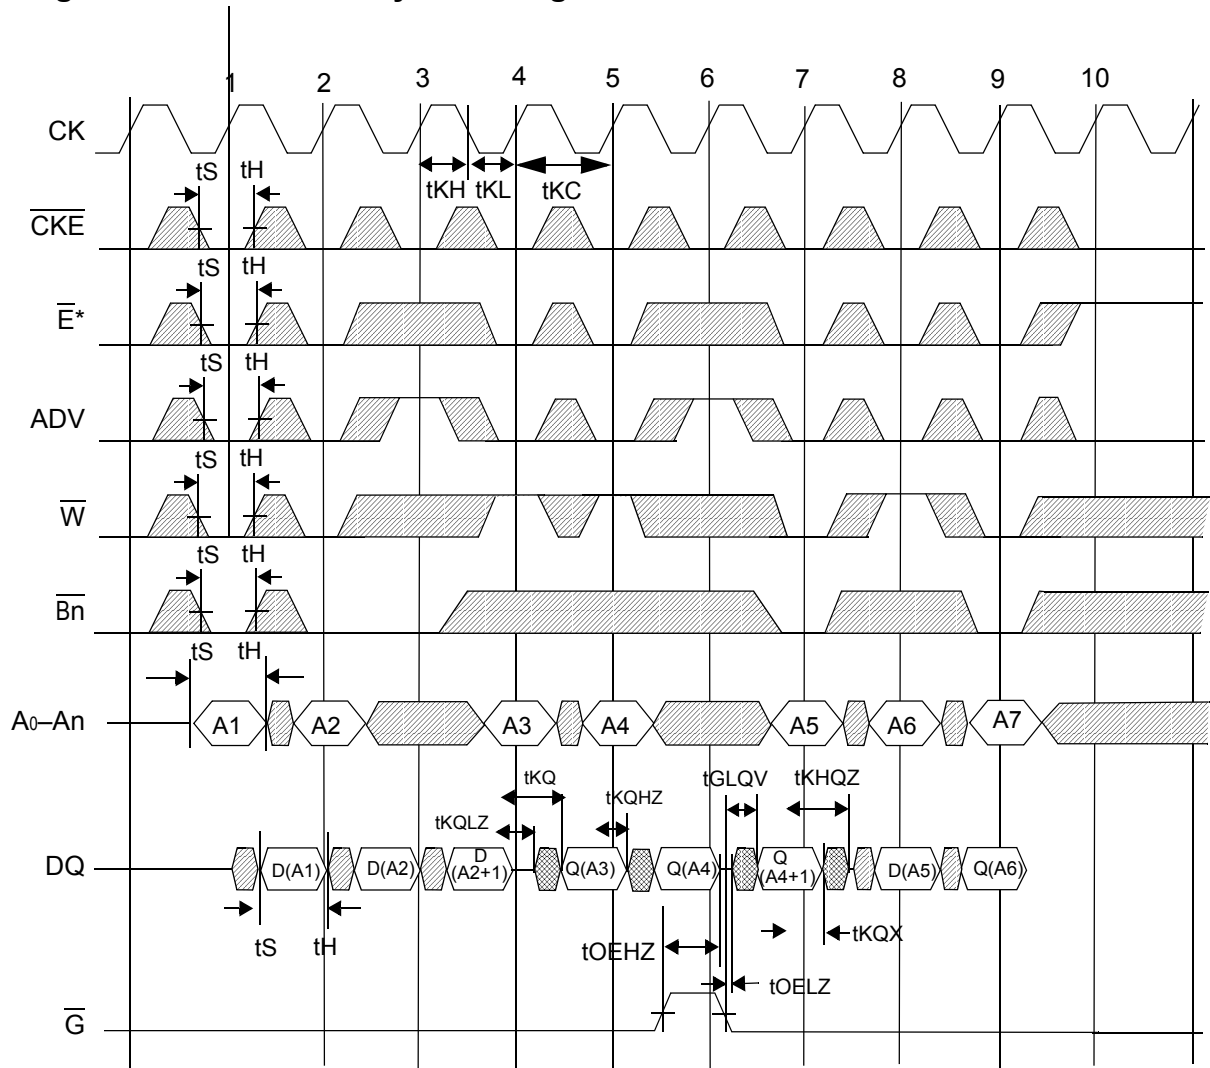 1 2 3 4 5 6 7 8 9 10
CK
tS tH tKH tKL tKC
CKE
tS tH
E*
tS tH
ADV
tS tH
W
tS tH
Bn
tS tH
A0–An A1 A2 A3 A4 A5 A6 A7
tKQ tGLQV tKHQZ
tKQHZ
tKQLZ
DQ D(A1) D(A2) D (A2+1) Q(A3) Q(A4) Q (A4+1) D(A5) Q(A6)
tS tH tOEHZ tKQX
tOELZ
G